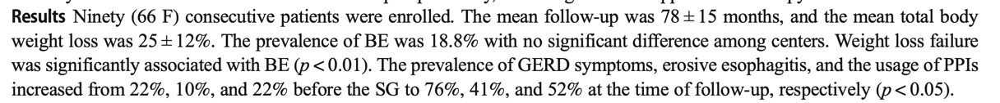 Results Ninety (66 F) consecutive patients were enrolled. The mean follow-up was 78 ± 15 months, and the mean total body
weight loss was 25 ± 12%. The prevalence of BE was 18.8% with no significant difference among centers. Weight loss failure
was significantly associated with BE (p < 0.01). The prevalence of GERD symptoms, erosive esophagitis, and the usage of PPIs
increased from 22%, 10%, and 22% before the SG to 76%, 41%, and 52% at the time of follow-up, respectively (p < 0.05).